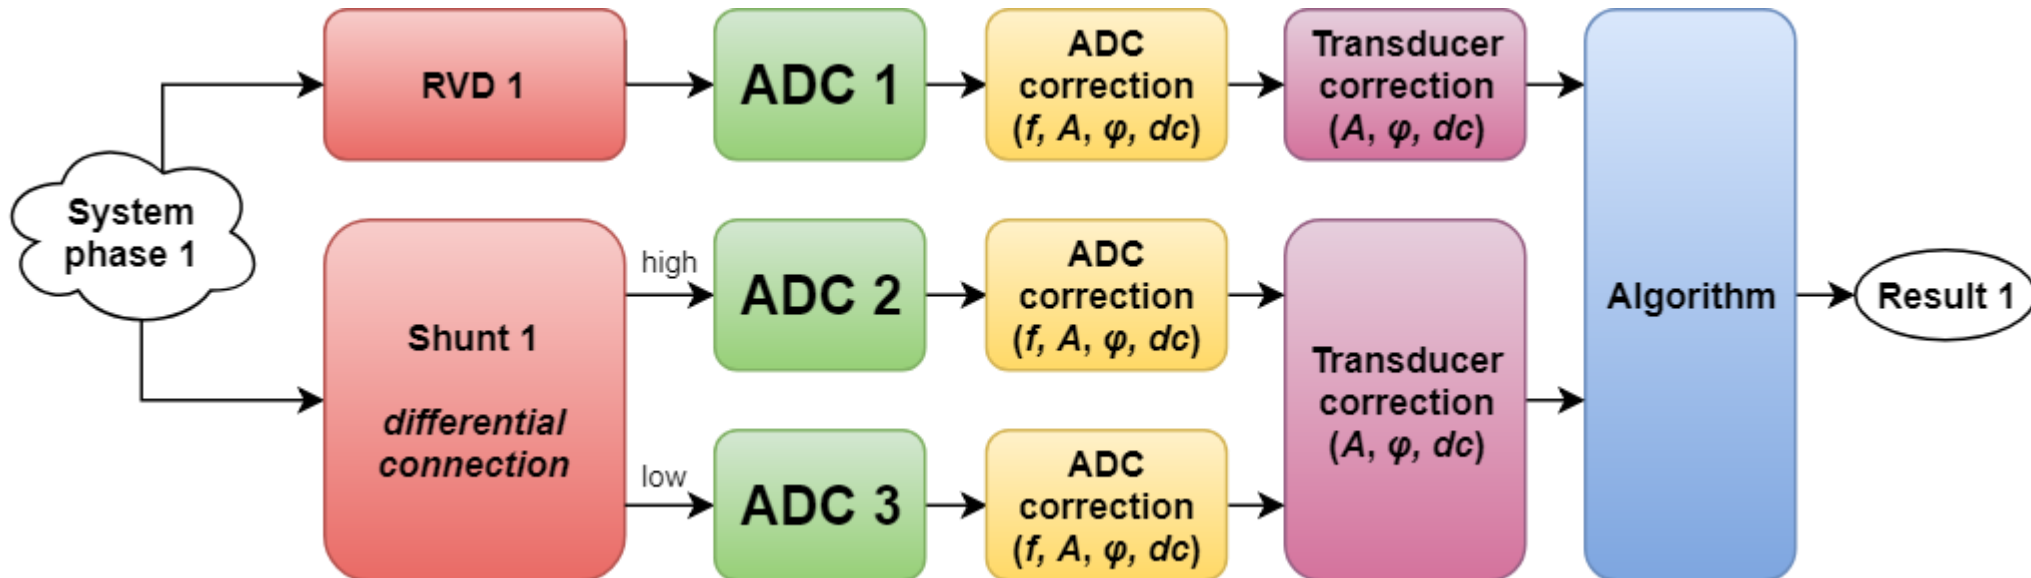 System
phase 1
RVD 1
ADC 1
ADC
correction
(f, A, φ, dc)
Transducer
correction
(A, φ, dc)
Shunt 1
differential
connection
high
ADC 2
ADC
correction
(f, A, φ, dc)
low
ADC 3
ADC
correction
(f, A, φ, dc)
Transducer
correction
(A, φ, dc)
Algorithm
Result 1